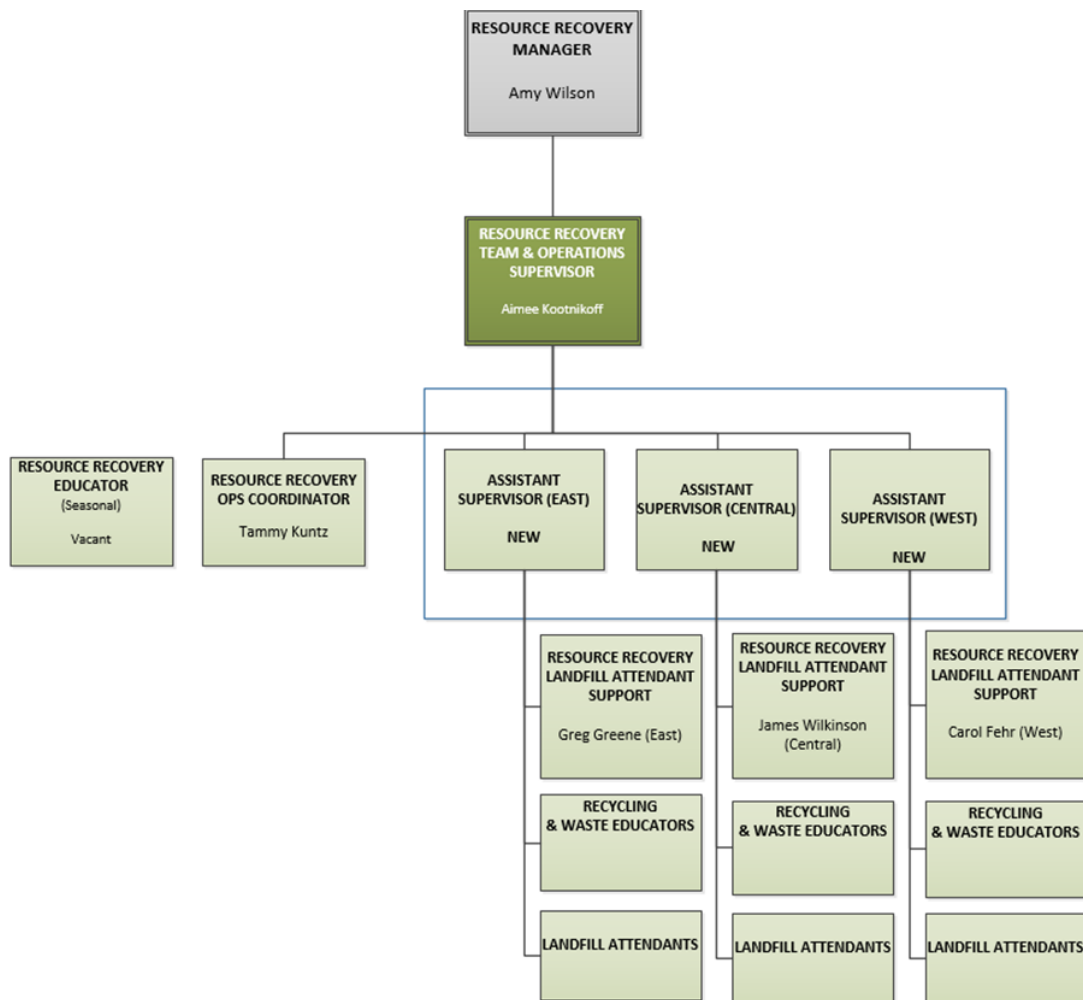 RESOURCE RECOVERY
MANAGER
Amy Wilson
RESOURCE RECOVERY
TEAM & OPERATIONS
SUPERVISOR
Aimee Kootnikoff
RESOURCE RECOVERY
EDUCATOR
(Seasonal)
Vacant
RESOURCE RECOVERY
OPS COORDINATOR
Tammy Kuntz
ASSISTANT
SUPERVISOR (EAST)
NEW
ASSISTANT
SUPERVISOR (CENTRAL)
NEW
ASSISTANT
SUPERVISOR (WEST)
NEW
RESOURCE RECOVERY
LANDFILL ATTENDANT
SUPPORT
Greg Greene (East)
RESOURCE RECOVERY
LANDFILL ATTENDANT
SUPPORT
James Wilkinson
(Central)
RESOURCE RECOVERY
LANDFILL ATTENDANT
SUPPORT
Carol Fehr (West)
RECYCLING
& WASTE EDUCATORS
RECYCLING
& WASTE EDUCATORS
RECYCLING
& WASTE EDUCATORS
LANDFILL ATTENDANTS
LANDFILL ATTENDANTS
LANDFILL ATTENDANTS